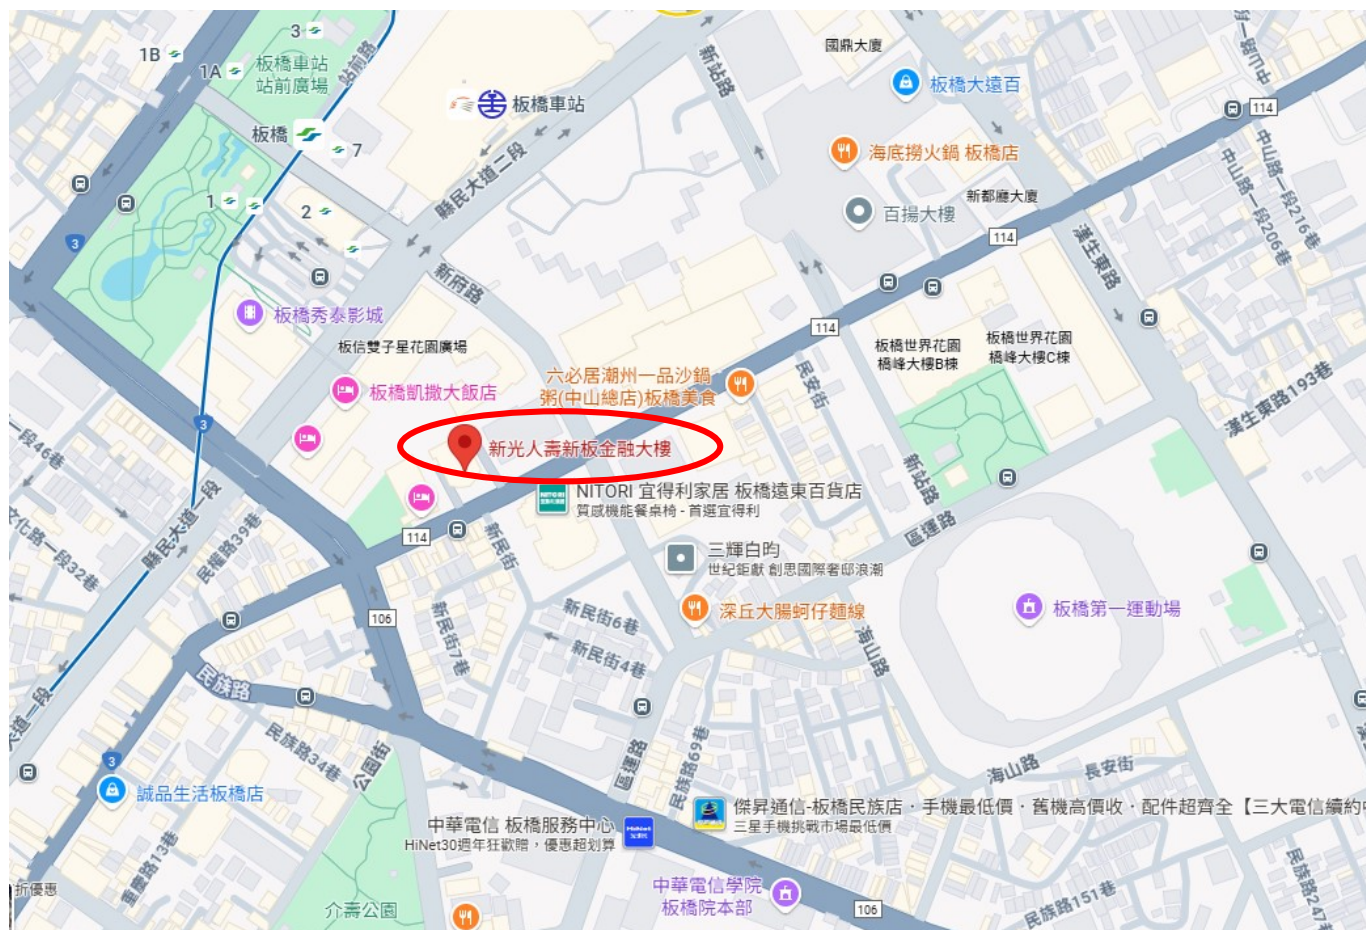 3
國鼎大廈
1B
1A
板橋車站
站前廣場
站前路
新站路
板橋大遠百
中山路一段
114
板橋車站
板橋
7
海底撈火鍋 板橋店
縣民大道二段
1
2
新都廳大廈
百揚大樓
中山路一段206巷
中山路一段216巷
3
114
漢生東路
新府路
板橋秀泰影城
板信雙子星花園廣場
114
板橋世界花園
橋峰大樓B棟
板橋世界花園
橋峰大樓C棟
六必居潮州一品沙鍋
粥(中山總店)板橋美食
民安街
板橋凱撒大飯店
漢生東路193巷
3
新光人壽新板金融大樓
一段46巷
新站路
NITORI 宜得利家居 板橋遠東百貨店
質感機能餐桌椅 - 首選宜得利
縣民大道一段
文化路一段32巷
民權路39巷
114
新民街
區運路
三輝白昀
世紀鉅獻 創思國際奢邸浪潮
106
新民街7巷
新民街6巷
深丘大腸蚵仔麵線
板橋第一運動場
新民街4巷
海山路
民族路
大道一段
民族路34巷
公園街
區運路
民族路69巷
海山路
長安街
3
誠品生活板橋店
傑昇通信-板橋民族店・手機最低價・舊機高價收・配件超齊全【三大電信續約
三星手機挑戰市場最低價
中華電信 板橋服務中心
HiNet30週年狂歡贈，優惠超划算
重慶路13巷
折優惠
介壽公園
中華電信學院
板橋院本部
106
民族路151巷
民族路247巷